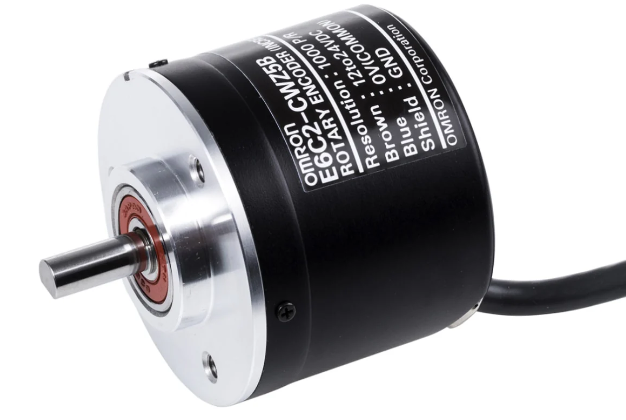 omron
E6C2-CWZ5B
ROTARY ENCODER
Resolution : 1000 P/R
Brown : 12to24VDC
Blue : 0V(COMMON)
Shield : GND
OMRON Corporation